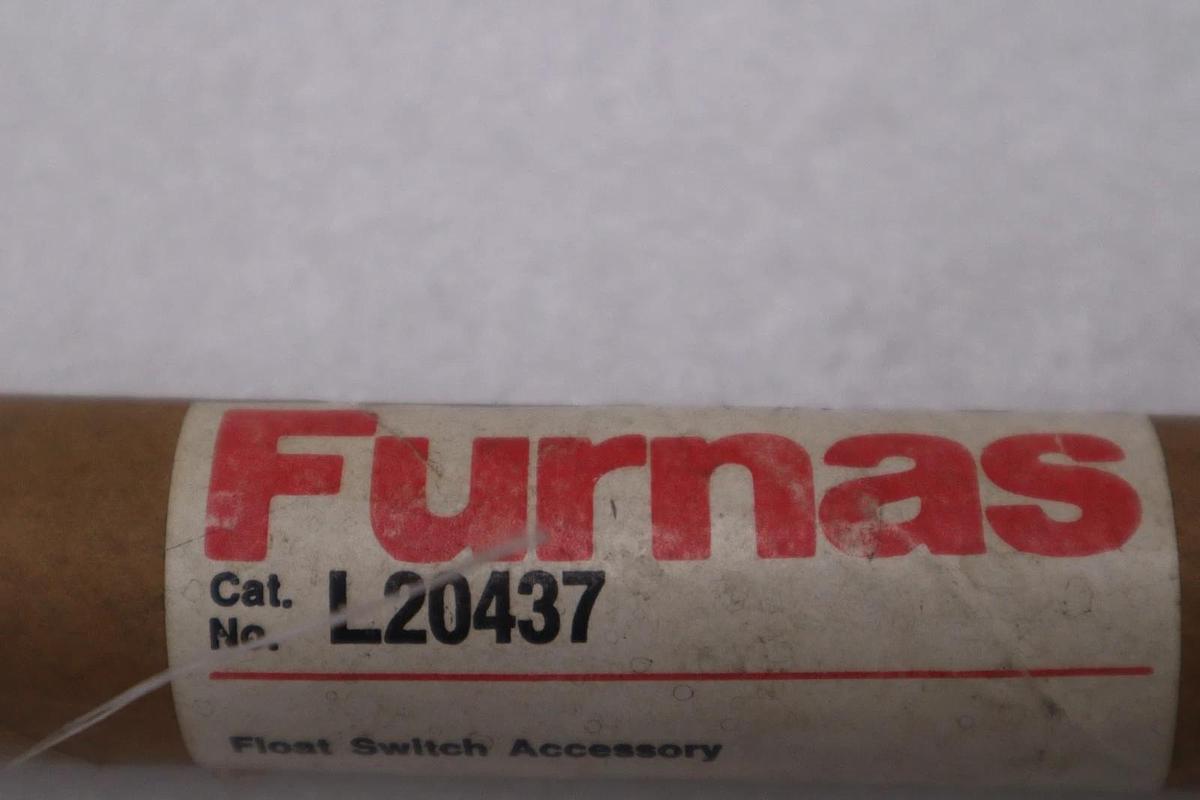 Furnas
Cat.
No. L20437
Float Switch Accessory